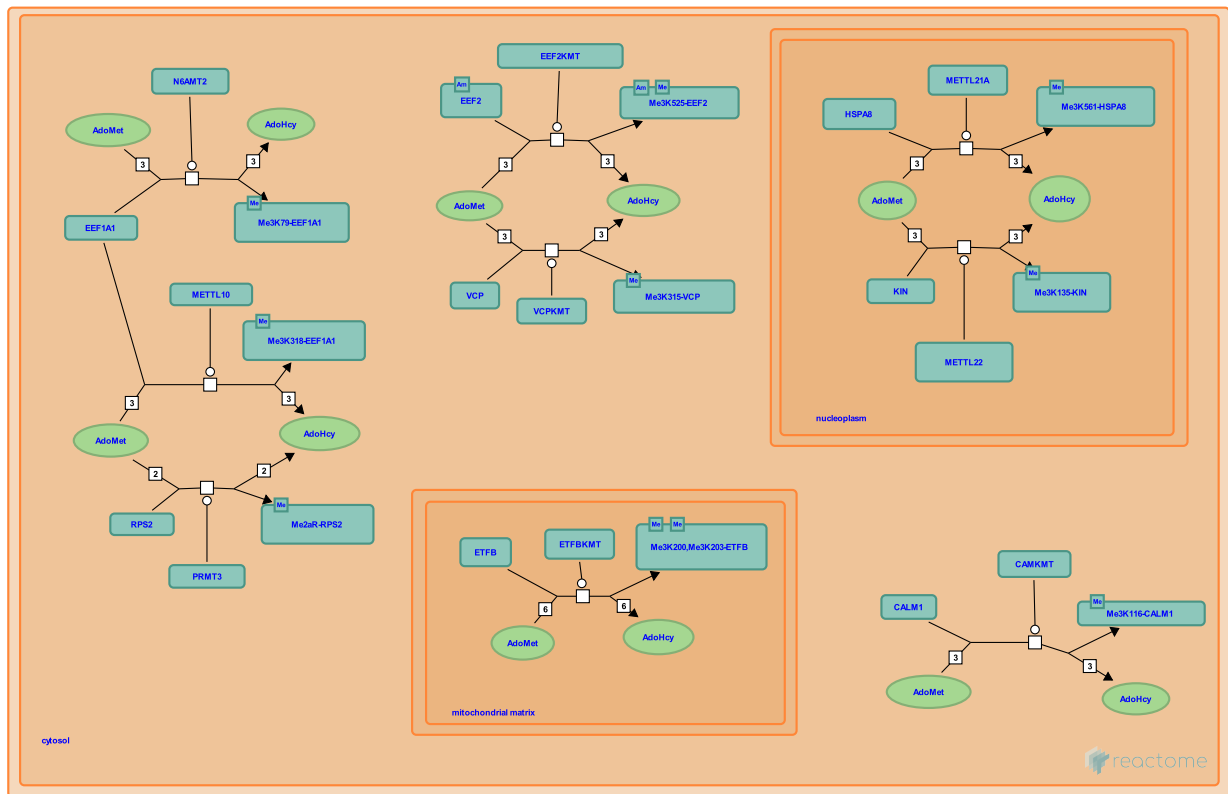 N6AMT2
AdoMet
AdoHcy
3
3
Me
Me3K79-EEF1A1
EEF1A1
METTL10
Me
Me3K318-EEF1A1
3
3
AdoMet
AdoHcy
2
2
Me
RPS2
Me2aR-RPS2
PRMT3
EEF2KMT
Am
EEF2
Am Me
Me3K525-EEF2
3
3
AdoMet
AdoHcy
3
3
Me
VCP
Me3K315-VCP
VCPKMT
METTL21A
HSPA8
Me
Me3K561-HSPA8
3
3
AdoMet
AdoHcy
3
3
Me
KIN
Me3K135-KIN
METTL22
nucleoplasm
ETFBKMT
ETFB
Me Me
Me3K200,Me3K203-ETFB
6
6
AdoMet
AdoHcy
mitochondrial matrix
CAMKMT
CALM1
Me
Me3K116-CALM1
3
3
AdoMet
AdoHcy
cytosol
reactome